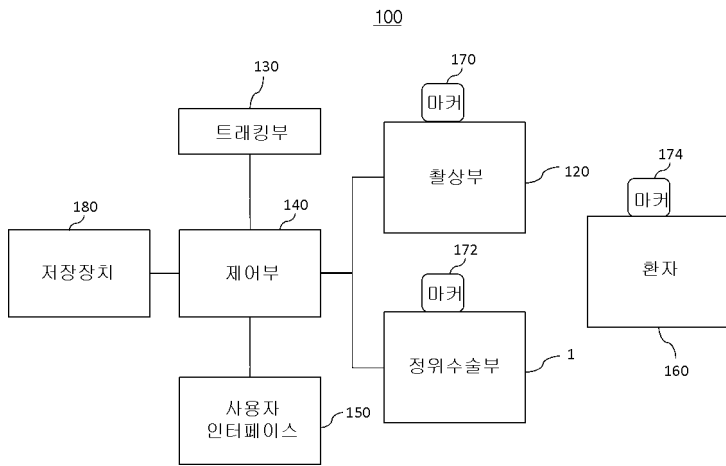 100
130
트래킹부
170
마커
촬상부
120
174
마커
환자
160
180
저장장치
140
제어부
172
마커
정위수술부
1
사용자
인터페이스
150